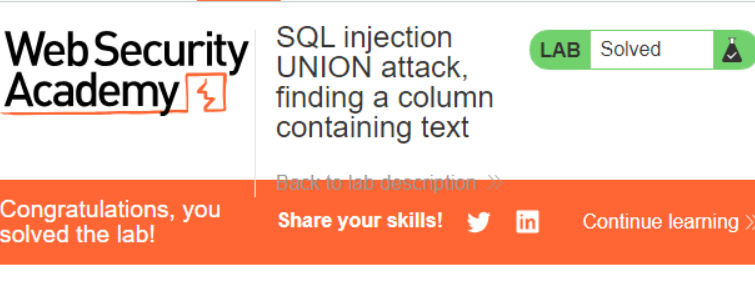 Web Security
Academy
SQL injection
UNION attack,
finding a column
containing text
LAB Solved
Back to lab description
Congratulations, you
solved the lab!
Share your skills!
Continue learning